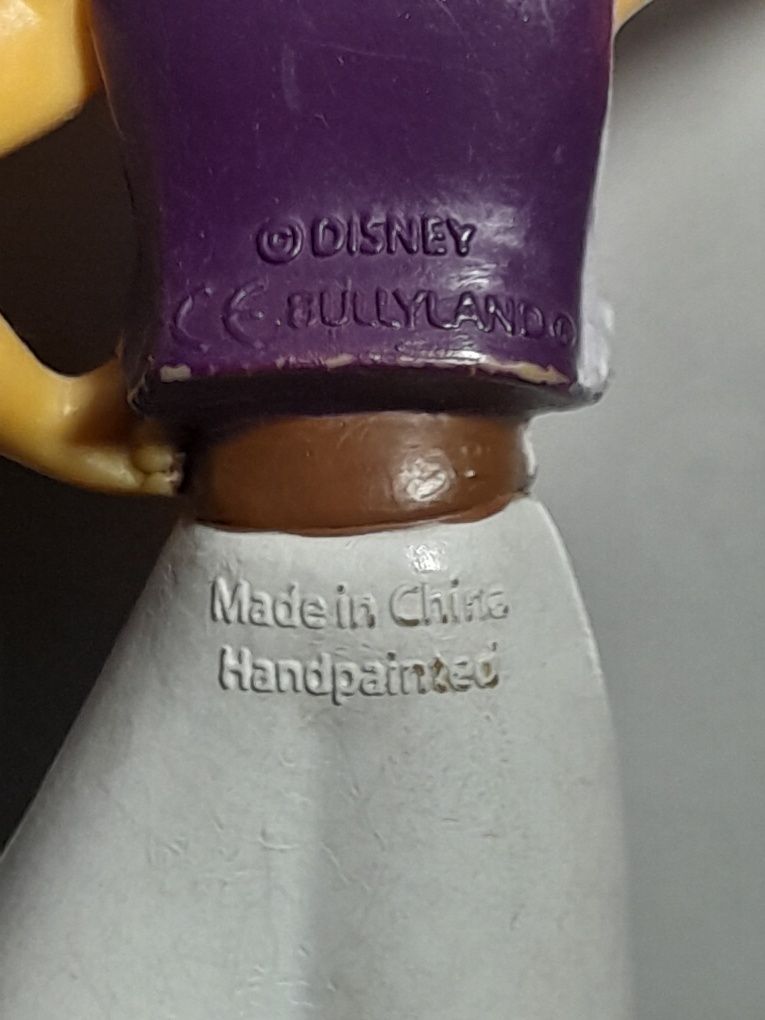 © DISNEY
CE BULLYLAND®
Made in China
Handpainted